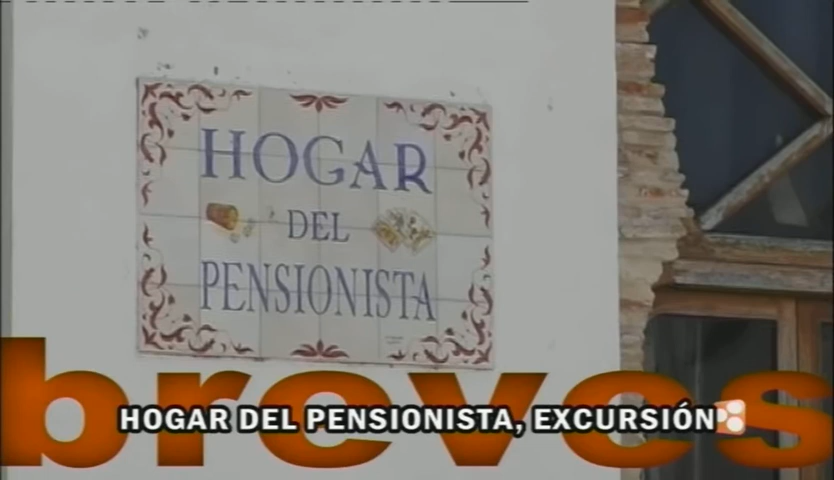 HOGAR
DEL
PENSIONISTA
breves
HOGAR DEL PENSIONISTA, EXCURSIÓN